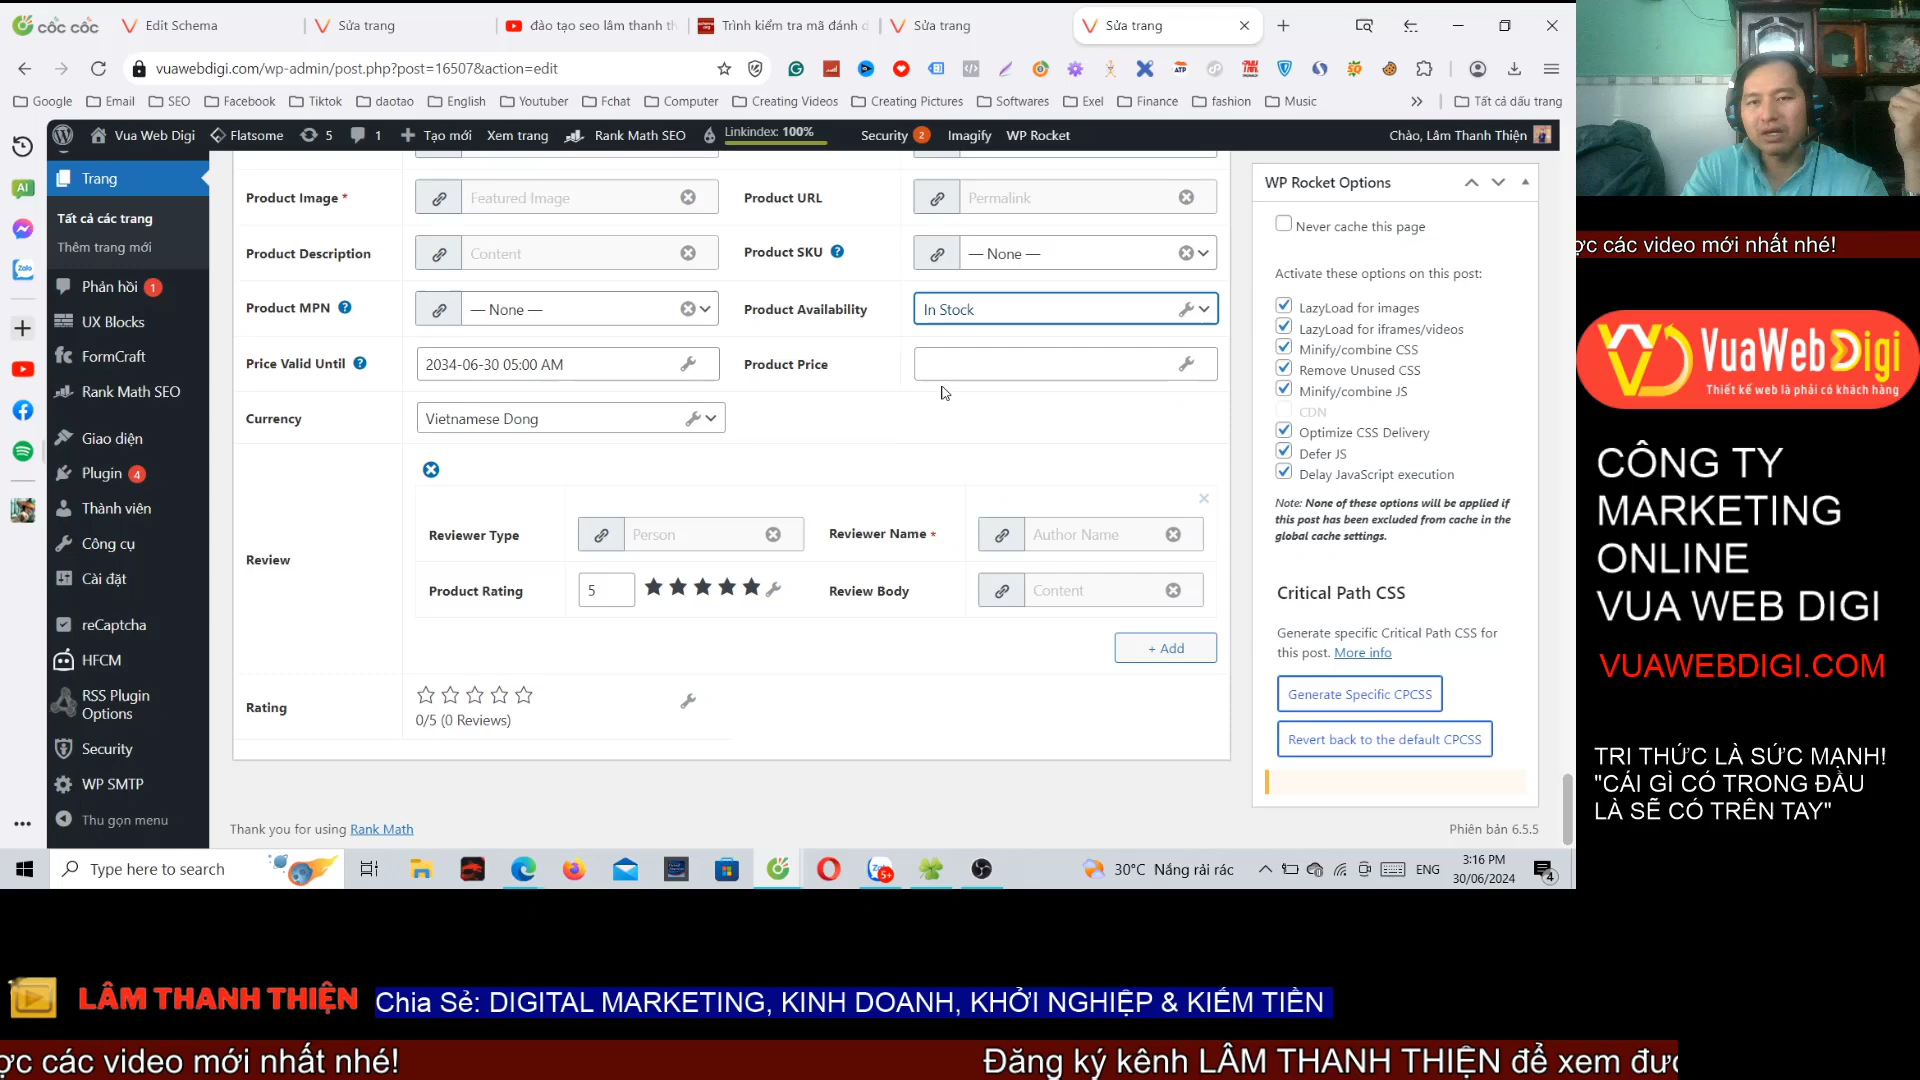 cốc cốc
Edit Schema
Sửa trang
đào tạo seo lâm thanh th
Trình kiểm tra mã đánh d
Sửa trang
Sửa trang
vuawebdigi.com/wp-admin/post.php?post=16507&action=edit
Google
Email
SEO
Facebook
Tiktok
daotao
English
Youtuber
Fchat
Computer
Creating Videos
Creating Pictures
Softwares
Exel
Finance
fashion
Music
Tất cả dấu trang
Vua Web Digi
Flatsome
5
1
Tạo mới
Xem trang
Rank Math SEO
Linkindex: 100%
Security 2
Imagify
WP Rocket
Chào, Lâm Thanh Thiện
Trang
Tất cả các trang
Thêm trang mới
Phản hồi 1
UX Blocks
FormCraft
Rank Math SEO
Giao diện
Plugin 4
Thành viên
Công cụ
Cài đặt
reCaptcha
HFCM
RSS Plugin
Options
Security
WP SMTP
Thu gọn menu
Product Image *
Featured Image
Product URL
Permalink
Product Description
Content
Product SKU
— None —
Product MPN
— None —
Product Availability
In Stock
Price Valid Until
2034-06-30 05:00 AM
Product Price
Currency
Vietnamese Dong
Review
Reviewer Type
Person
Reviewer Name *
Author Name
Product Rating
5
Review Body
Content
+ Add
Rating
0/5 (0 Reviews)
Thank you for using Rank Math
Phiên bản 6.5.5
WP Rocket Options
Never cache this page
Activate these options on this post:
LazyLoad for images
LazyLoad for iframes/videos
Minify/combine CSS
Remove Unused CSS
Minify/combine JS
CDN
Optimize CSS Delivery
Defer JS
Delay JavaScript execution
Note: None of these options will be applied if
this post has been excluded from cache in the
global cache settings.
Critical Path CSS
Generate specific Critical Path CSS for
this post. More info
Generate Specific CPCSS
Revert back to the default CPCSS
Type here to search
30°C Nắng rải rác
ENG
3:16 PM
30/06/2024
4
ợc các video mới nhất nhé!
VuaWebDigi
Thiết kế web là phải có khách hàng
CÔNG TY
MARKETING
ONLINE
VUA WEB DIGI
VUAWEBDIGI.COM
TRI THỨC LÀ SỨC MẠNH!
"CÁI GÌ CÓ TRONG ĐẦU
LÀ SẼ CÓ TRÊN TAY"
LÂM THANH THIỆN
Chia Sẻ: DIGITAL MARKETING, KINH DOANH, KHỞI NGHIỆP & KIẾM TIỀN
ợc các video mới nhất nhé!
Đăng ký kênh LÂM THANH THIỆN để xem đượ